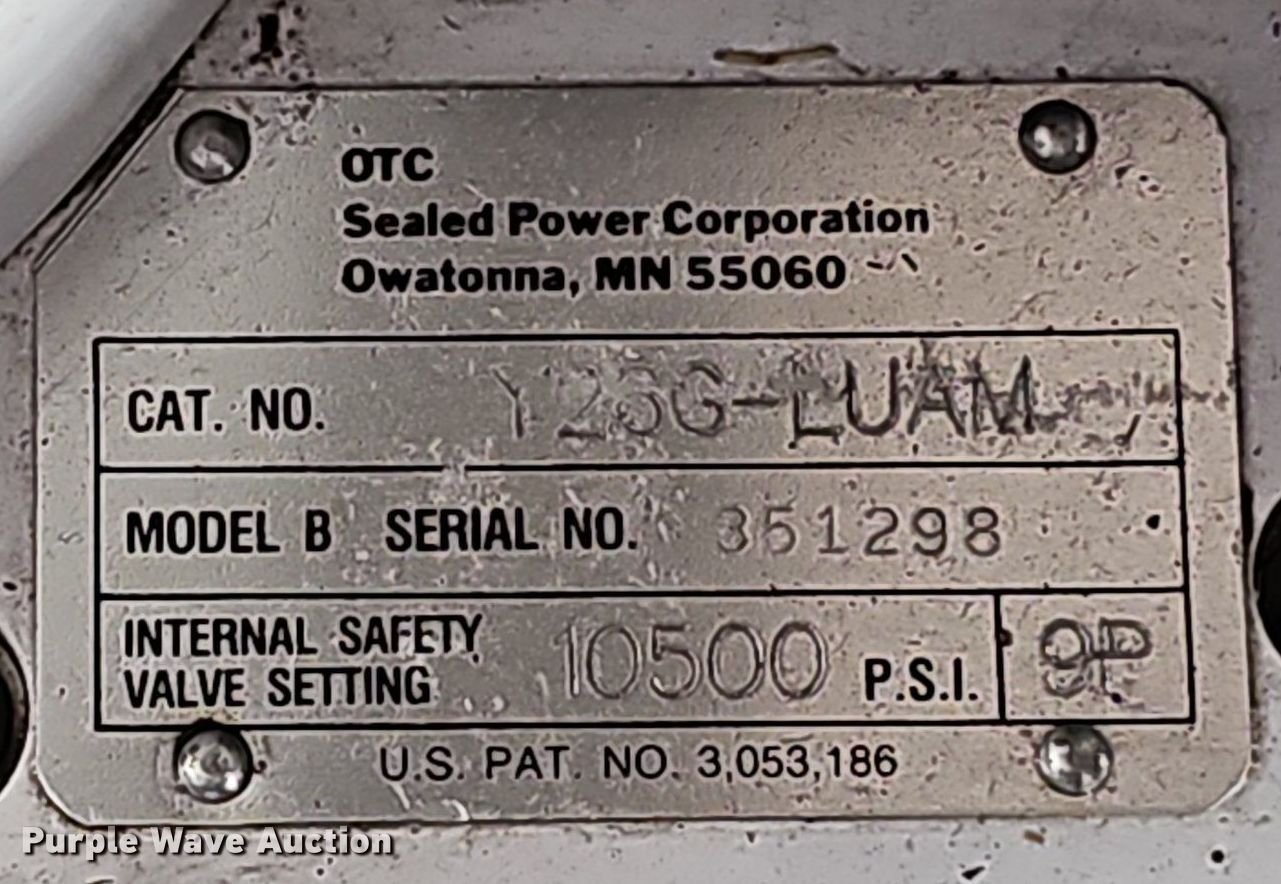 OTC
Sealed Power Corporation
Owatonna, MN 55060
CAT. NO.
MODEL B SERIAL NO. 351298
INTERNAL SAFETY VALVE SETTING 10500 P.S.I. 9P
U.S. PAT. NO. 3,053,186
Purple Wave Auction